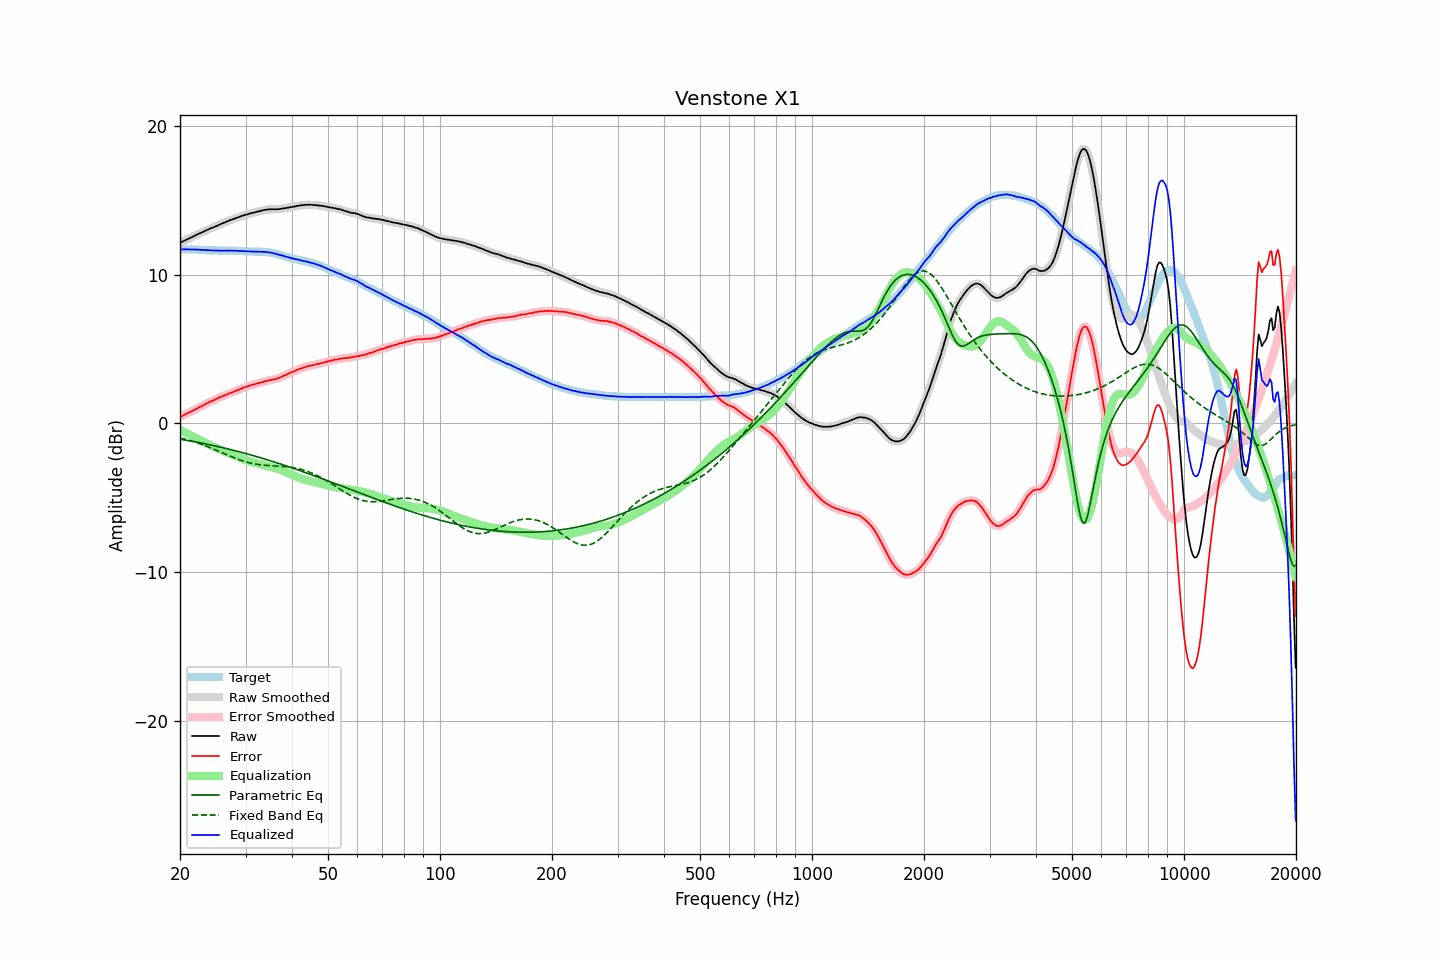 Venstone X1
Amplitude (dBr)
20
10
0
−10
−20
Target
Raw Smoothed
Error Smoothed
Raw
Error
Equalization
Parametric Eq
Fixed Band Eq
Equalized
20 50 100 200 500 1000 2000 5000 10000 20000
Frequency (Hz)